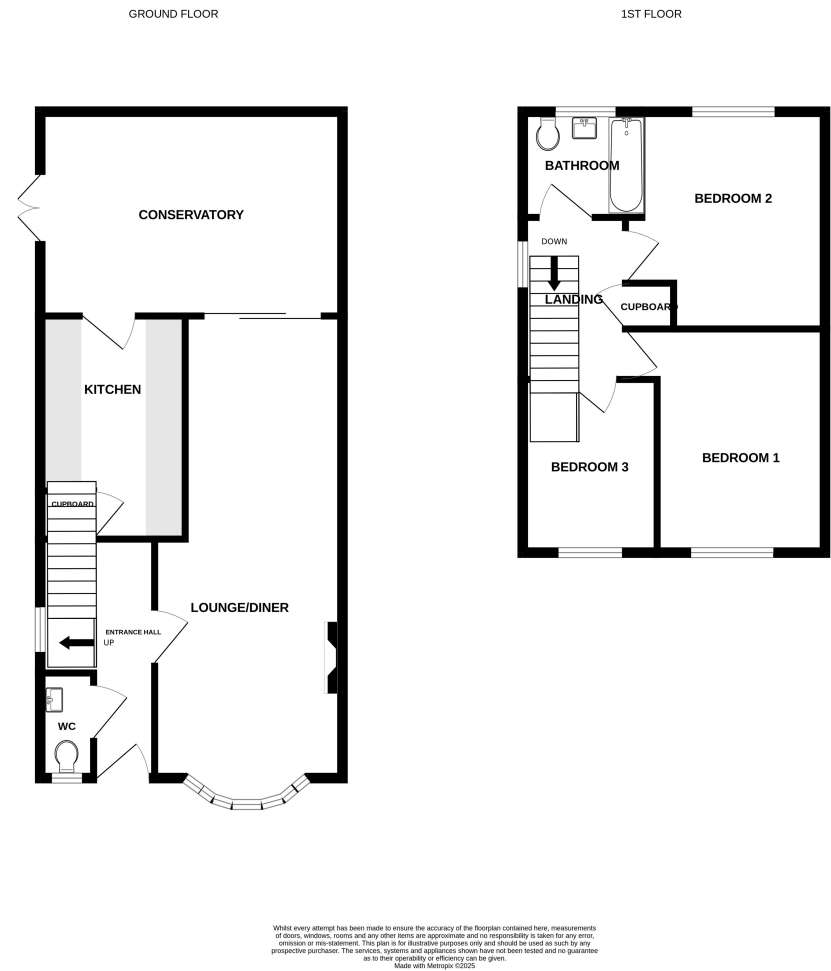 GROUND FLOOR
1ST FLOOR
CONSERVATORY
KITCHEN
CUPBOARD
LOUNGE/DINER
ENTRANCE HALL
UP
WC
BATHROOM
BEDROOM 2
DOWN
LANDING
CUPBOARD
BEDROOM 1
BEDROOM 3
Whilst every attempt has been made to ensure the accuracy of the floorplan contained here, measurements
of doors, windows, rooms and any other items are approximate and no responsibility is taken for any error,
omission or mis-statement. This plan is for illustrative purposes only and should be used as such by any
prospective purchaser. The services, systems and appliances shown have not been tested and no guarantee
as to their operability or efficiency can be given.
Made with Metropix ©2025